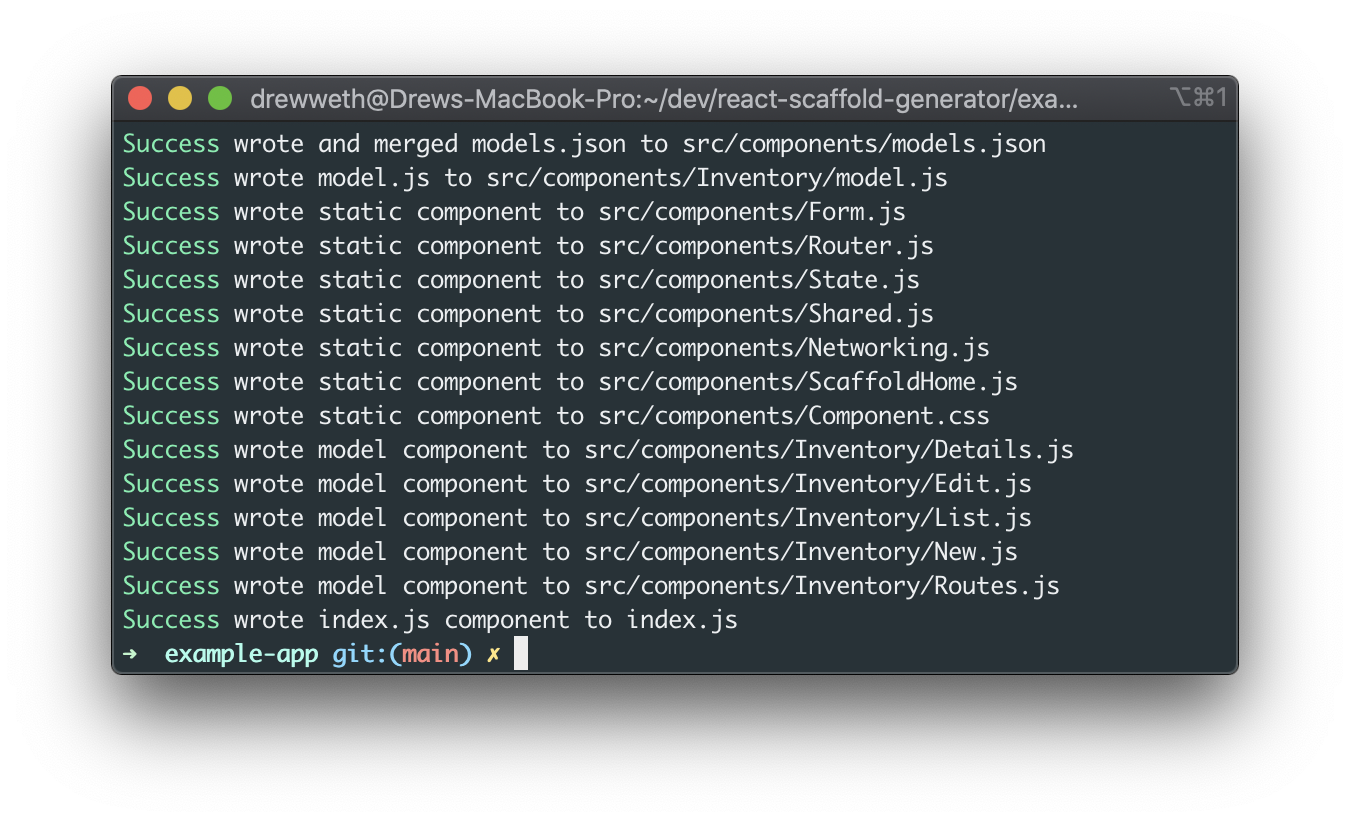 drewweth@Drews-MacBook-Pro:~/dev/react-scaffold-generator/exa... ⌥⌘1
Success wrote and merged models.json to src/components/models.json
Success wrote model.js to src/components/Inventory/model.js
Success wrote static component to src/components/Form.js
Success wrote static component to src/components/Router.js
Success wrote static component to src/components/State.js
Success wrote static component to src/components/Shared.js
Success wrote static component to src/components/Networking.js
Success wrote static component to src/components/ScaffoldHome.js
Success wrote static component to src/components/Component.css
Success wrote model component to src/components/Inventory/Details.js
Success wrote model component to src/components/Inventory/Edit.js
Success wrote model component to src/components/Inventory/List.js
Success wrote model component to src/components/Inventory/New.js
Success wrote model component to src/components/Inventory/Routes.js
Success wrote index.js component to index.js
➜  example-app git:(main) ✗